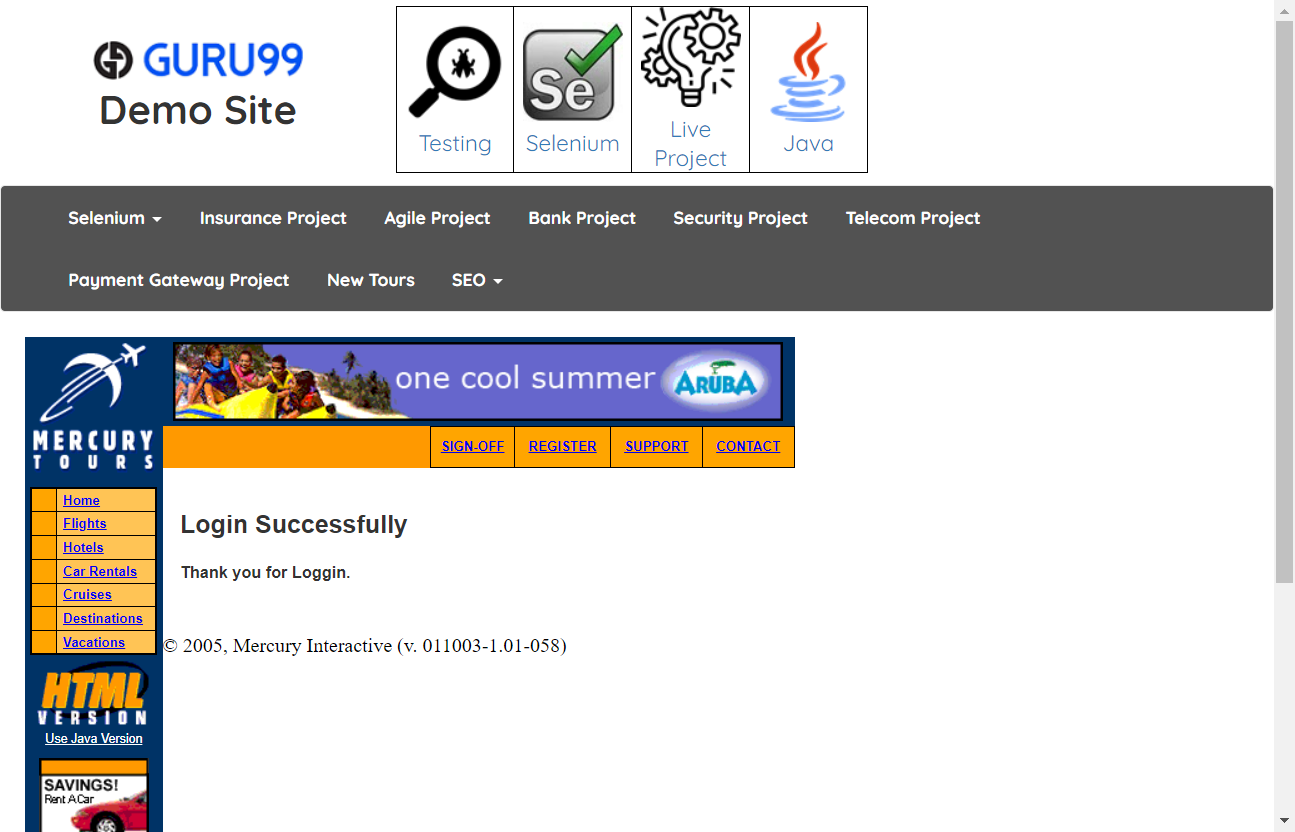 GURU99
Demo Site
Testing
Se
Selenium
Live
Project
Java
Selenium
Insurance Project
Agile Project
Bank Project
Security Project
Telecom Project
Payment Gateway Project
New Tours
SEO
MERCURY
TOURS
one cool summer
ARUBA
SIGN-OFF
REGISTER
SUPPORT
CONTACT
Home
Flights
Hotels
Car Rentals
Cruises
Destinations
Vacations
Login Successfully
Thank you for Loggin.
© 2005, Mercury Interactive (v. 011003-1.01-058)
HTML
VERSION
Use Java Version
SAVINGS!
Rent A Car